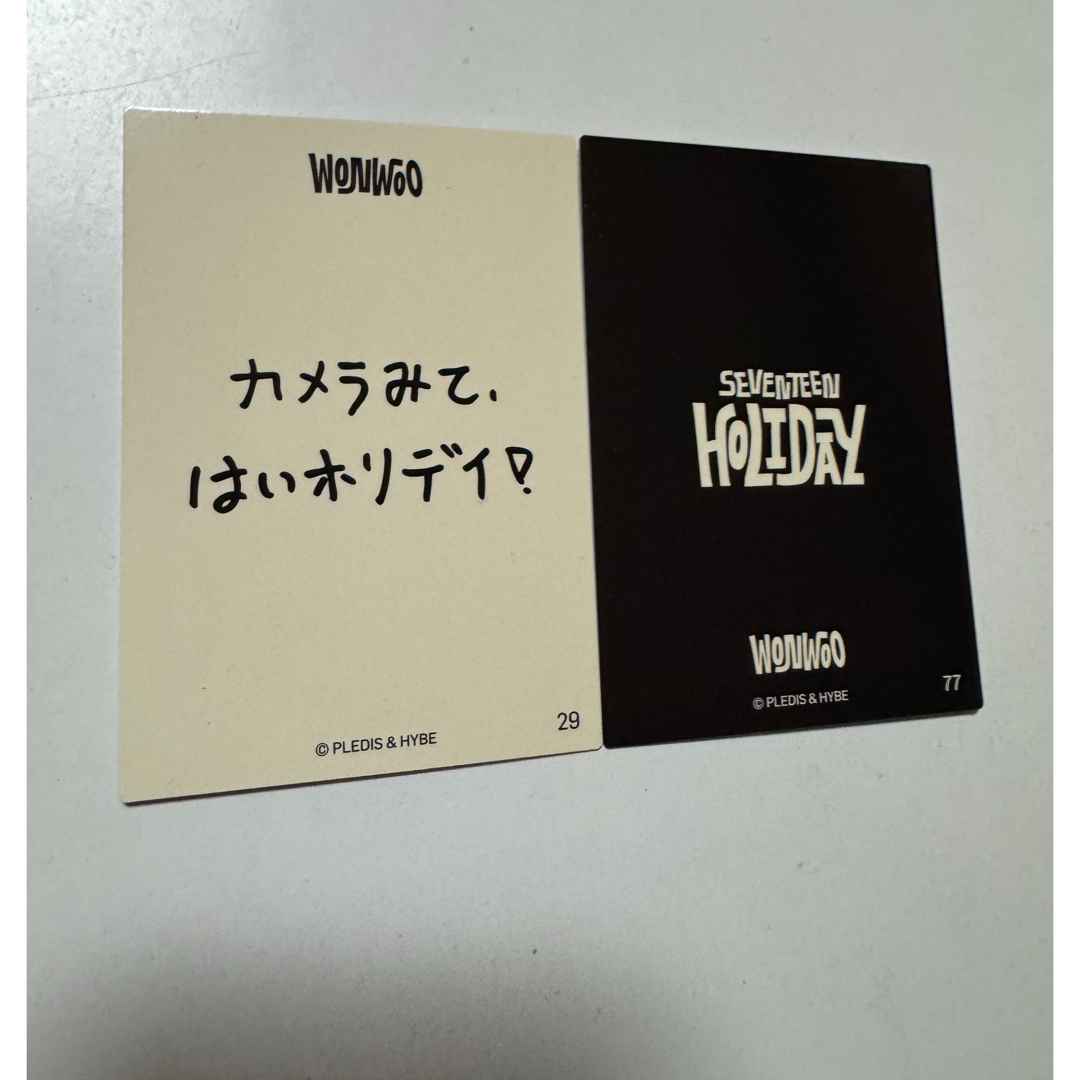 WONWOO
カメラみて、
はいホリデイ!
© PLEDIS & HYBE
29
SEVENTEEN
HOLIDAY
WONWOO
© PLEDIS & HYBE
77